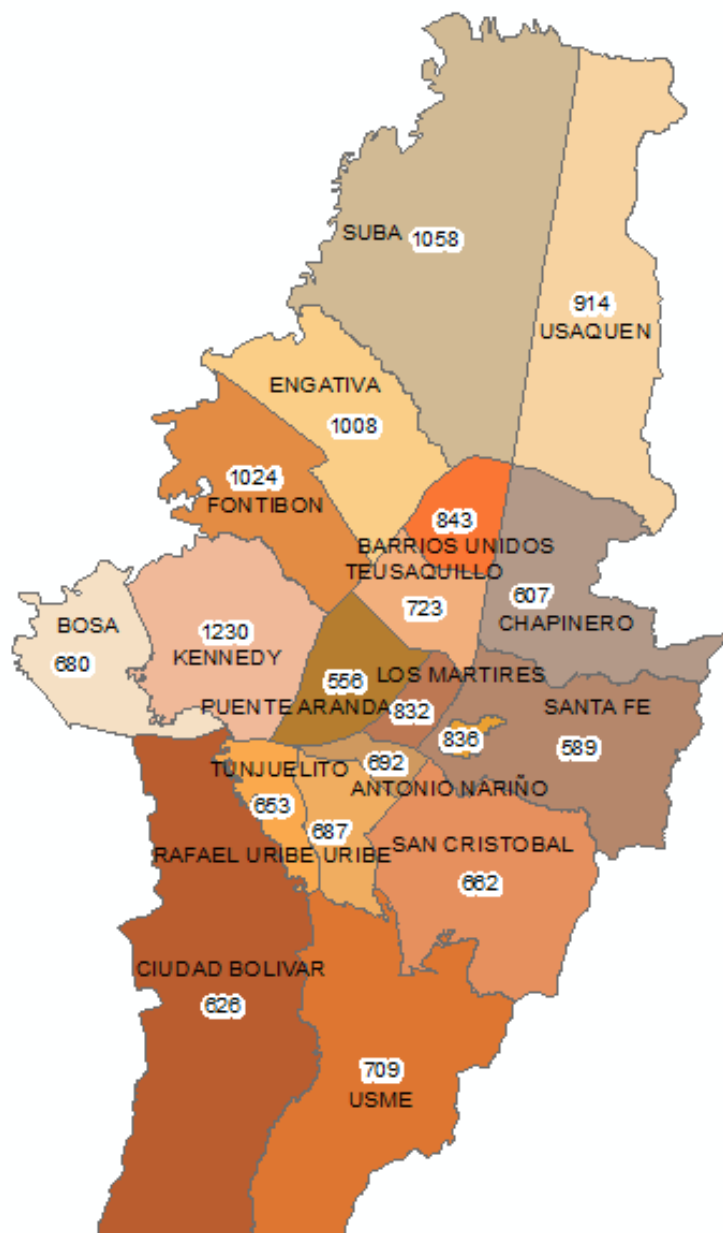 SUBA 1058
914
USAQUEN
ENGATIVA
1008
1024
FONTIBON
843
BARRIOS UNIDOS
TEUSAQUILLO
723
607
CHAPINERO
BOSA
680
1230
KENNEDY
556
LOS MARTIRES
PUENTE ARANDA
832
SANTA FE
836
589
TUNJUELITO
692
653
ANTONIO NARIÑO
687
RAFAEL URIBE URIBE
SAN CRISTOBAL
662
CIUDAD BOLIVAR
626
709
USME